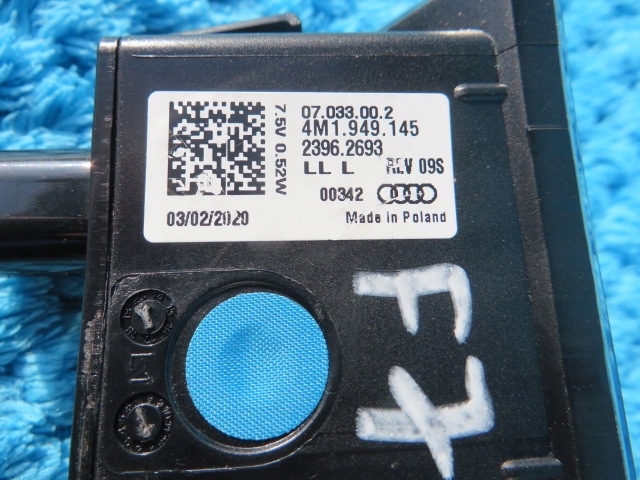 07.033.00.2
4M1.949.145
2396.2693
LL L REV 09S
7.5V 0.52W
00342
03/02/2020
Made in Poland
L1
F7